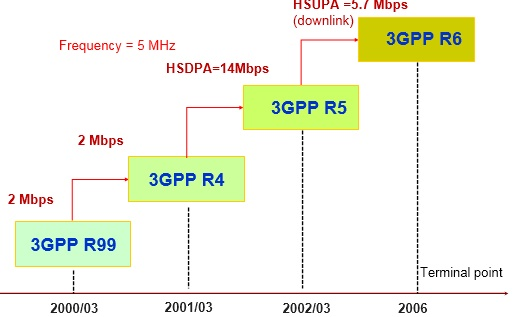 HSUPA =5.7 Mbps
(downlink)
3GPP R6
Frequency = 5 MHz
HSDPA=14Mbps
3GPP R5
2 Mbps
3GPP R4
2 Mbps
3GPP R99
Terminal point
2000/03
2001/03
2002/03
2006